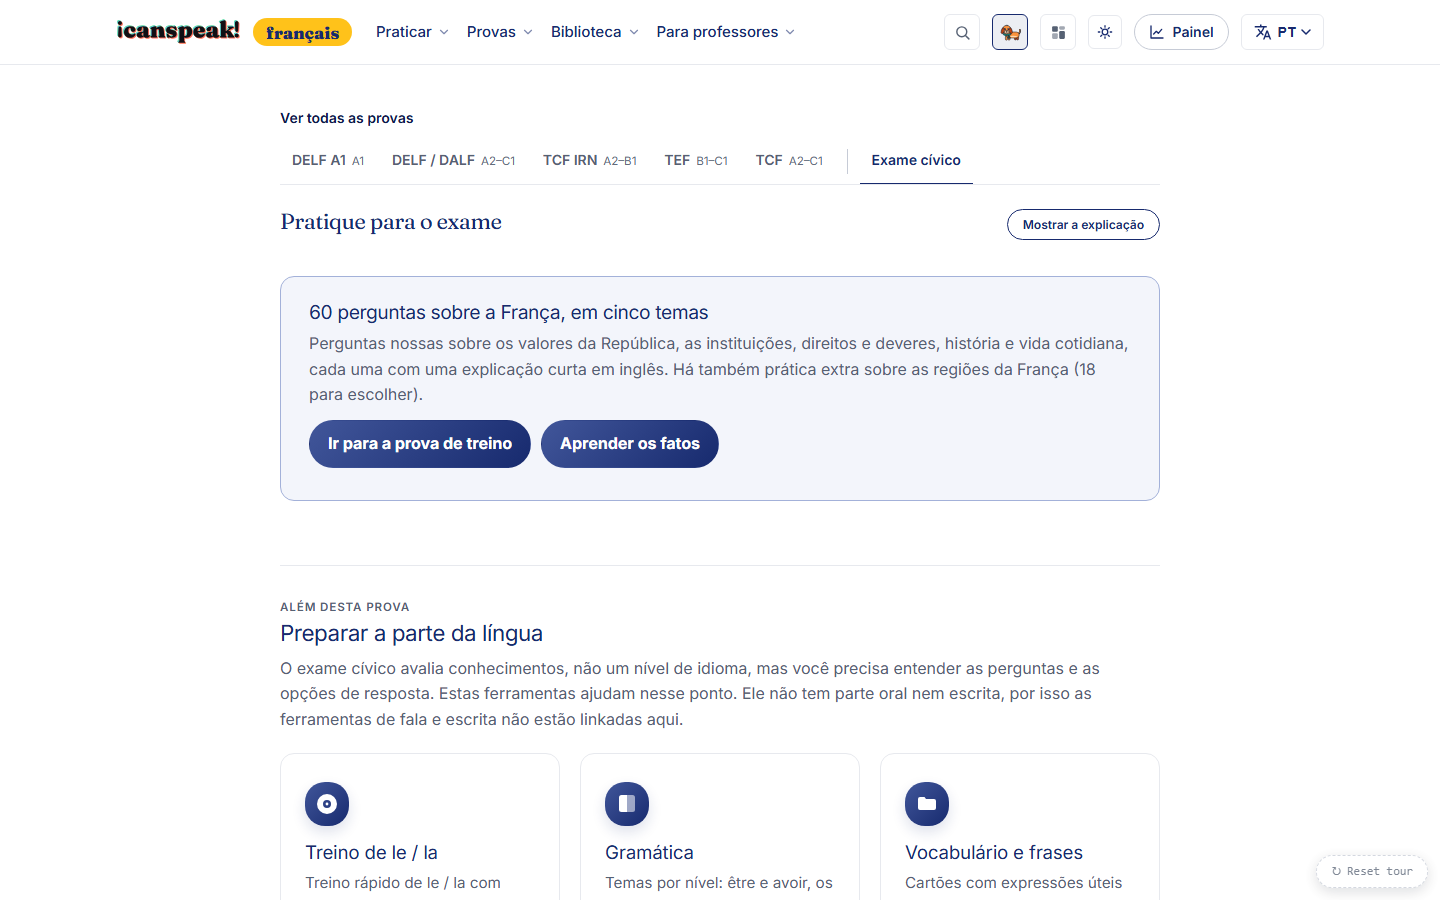 ¡canspeak! français Praticar Provas Biblioteca Para professores Painel PT
Ver todas as provas
DELF A1 A1 DELF / DALF A2–C1 TCF IRN A2–B1 TEF B1–C1 TCF A2–C1 Exame cívico
Pratique para o exame
Mostrar a explicação
60 perguntas sobre a França, em cinco temas
Perguntas nossas sobre os valores da República, as instituições, direitos e deveres, história e vida cotidiana,
cada uma com uma explicação curta em inglês. Há também prática extra sobre as regiões da França (18
para escolher).
Ir para a prova de treino Aprender os fatos
ALÉM DESTA PROVA
Preparar a parte da língua
O exame cívico avalia conhecimentos, não um nível de idioma, mas você precisa entender as perguntas e as
opções de resposta. Estas ferramentas ajudam nesse ponto. Ele não tem parte oral nem escrita, por isso as
ferramentas de fala e escrita não estão linkadas aqui.
Treino de le / la
Treino rápido de le / la com
Gramática
Temas por nível: être e avoir, os
Vocabulário e frases
Cartões com expressões úteis
↻ Reset tour